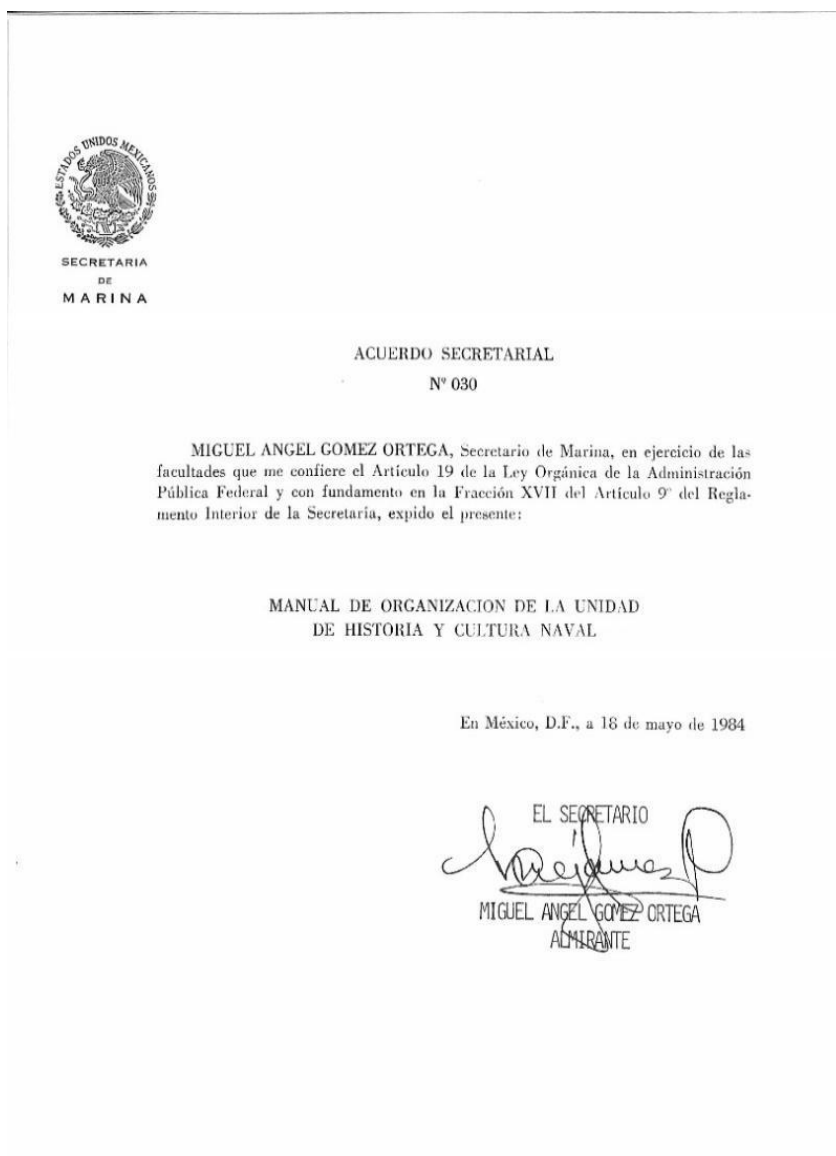 ESTADOS UNIDOS MEXICANOS
SECRETARIA
DE
MARINA
ACUERDO SECRETARIAL
Nº 030
MIGUEL ANGEL GOMEZ ORTEGA, Secretario de Marina, en ejercicio de las
facultades que me confiere el Artículo 19 de la Ley Orgánica de la Administración
Pública Federal y con fundamento en la Fracción XVII del Artículo 9º del Regla-
mento Interior de la Secretaría, expido el presente:
MANUAL DE ORGANIZACION DE LA UNIDAD
DE HISTORIA Y CULTURA NAVAL
En México, D.F., a 18 de mayo de 1984
EL SECRETARIO
MIGUEL ANGEL GOMEZ ORTEGA
ALMIRANTE